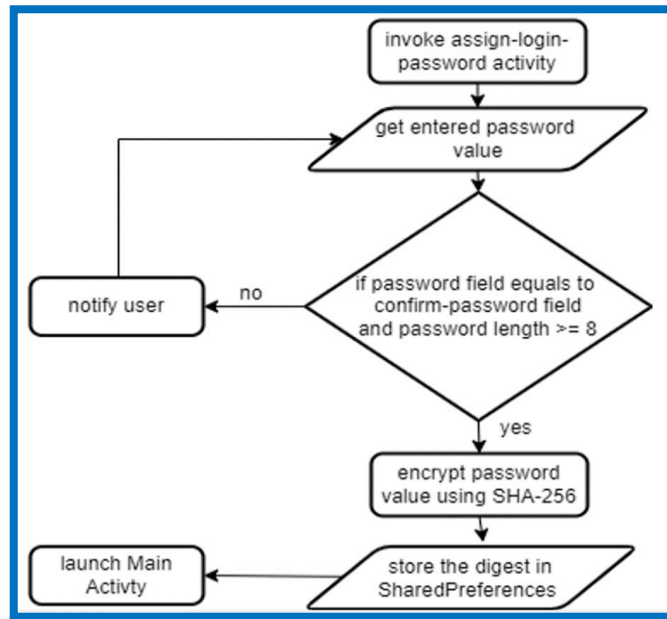 invoke assign-login-
password activity
get entered password
value
if password field equals to
confirm-password field
and password length >= 8
no
notify user
yes
encrypt password
value using SHA-256
store the digest in
SharedPreferences
launch Main
Activty